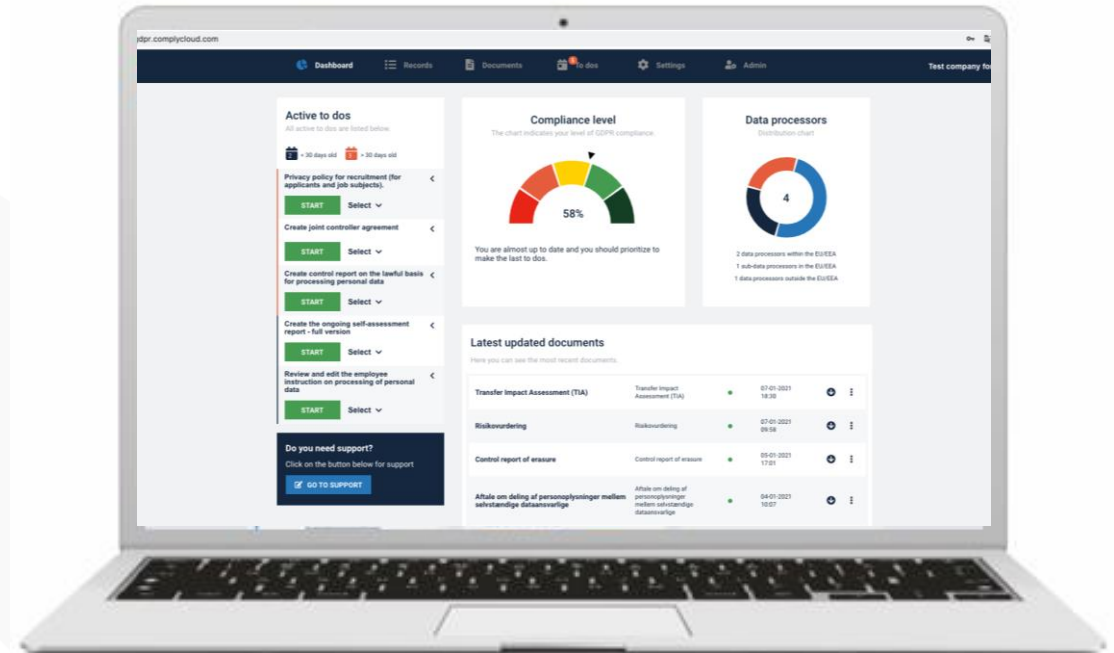 dpr.complycloud.com
Dashboard
Records
Documents
To dos
Settings
Admin
Test company fo
Active to dos
All active to dos are listed below.
2
< 30 days old
3
> 30 days old
Privacy policy for recruitment (for
applicants and job subjects).
START
Select
Create joint controller agreement
START
Select
Create control report on the lawful basis
for processing personal data
START
Select
Create the ongoing self-assessment
report - full version
START
Select
Review and edit the employee
instruction on processing of personal
data
START
Select
Do you need support?
Click on the button below for support
GO TO SUPPORT
Compliance level
The chart indicates your level of GDPR compliance.
58%
You are almost up to date and you should prioritize to
make the last to dos.
Data processors
Distribution chart
4
2 data processors within the EU/EEA
1 sub-data processors in the EU/EEA
1 data processors outside the EU/EEA
Latest updated documents
Here you can see the most recent documents.
Transfer Impact Assessment (TIA)
Transfer Impact
Assessment (TIA)
07-01-2021
18:30
Risikovurdering
Risikovurdering
07-01-2021
09:58
Control report of erasure
Control report of erasure
05-01-2021
17:01
Aftale om deling af personoplysninger mellem
selvstændige dataansvarlige
Aftale om deling af
personoplysninger
mellem selvstændige
dataansvarlige
04-01-2021
10:07